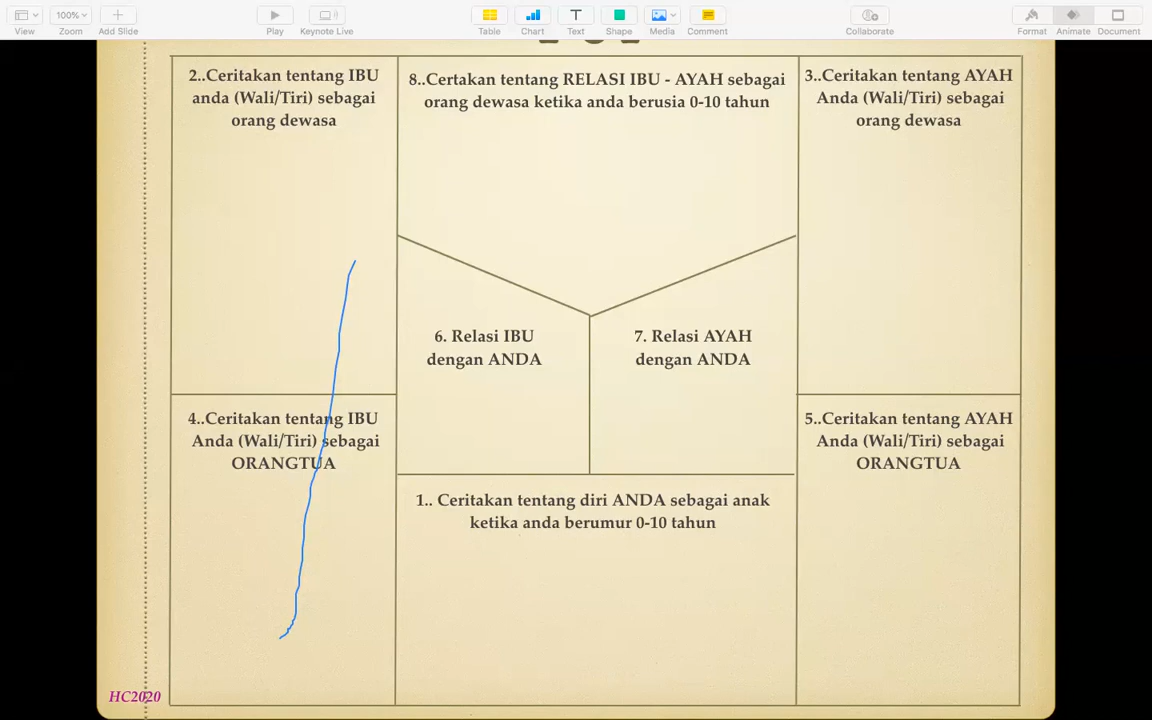 View
100%
Zoom
Add Slide
Play
Keynote Live
Table
Chart
Text
Shape
Media
Comment
Collaborate
Format
Animate
Document
2..Ceritakan tentang IBU
anda (Wali/Tiri) sebagai
orang dewasa
8..Certakan tentang RELASI IBU - AYAH sebagai
orang dewasa ketika anda berusia 0-10 tahun
3..Ceritakan tentang AYAH
Anda (Wali/Tiri) sebagai
orang dewasa
6. Relasi IBU
dengan ANDA
7. Relasi AYAH
dengan ANDA
4..Ceritakan tentang IBU
Anda (Wali/Tiri) sebagai
ORANGTUA
5..Ceritakan tentang AYAH
Anda (Wali/Tiri) sebagai
ORANGTUA
1.. Ceritakan tentang diri ANDA sebagai anak
ketika anda berumur 0-10 tahun
HC2020